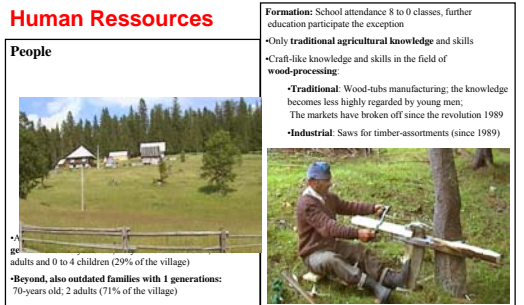 Human Ressources
People
adults and 0 to 4 children (29% of the village)
•Beyond, also outdated families with 1 generations:
70-years old; 2 adults (71% of the village)
Formation: School attendance 8 to 0 classes, further
education participate the exception
•Only traditional agricultural knowledge and skills
•Craft-like knowledge and skills in the field of
wood-processing:
•Traditional: Wood-tubs manufacturing; the knowledge
becomes less highly regarded by young men;
The markets have broken off since the revolution 1989
•Industrial: Saws for timber-assortments (since 1989)